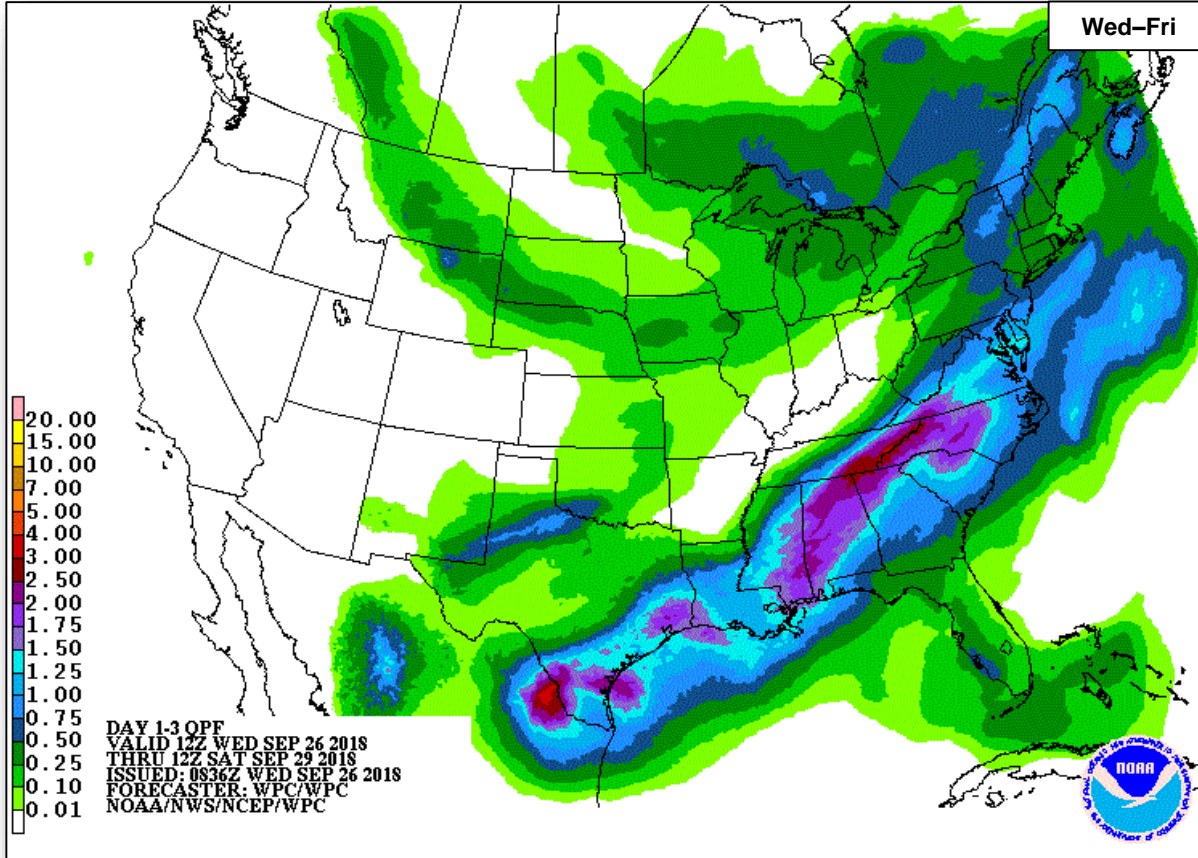 Wed–Fri
20.00
15.00
10.00
7.00
5.00
4.00
3.00
2.50
2.00
1.75
1.50
1.25
1.00
0.75
0.50
0.25
0.10
0.01
DAY 1-3 QPF
VALID 12Z WED SEP 26 2018
THRU 12Z SAT SEP 29 2018
ISSUED: 0836Z WED SEP 26 2018
FORECASTER: WPC/WPC
NOAA/NWS/NCEP/WPC
NOAA